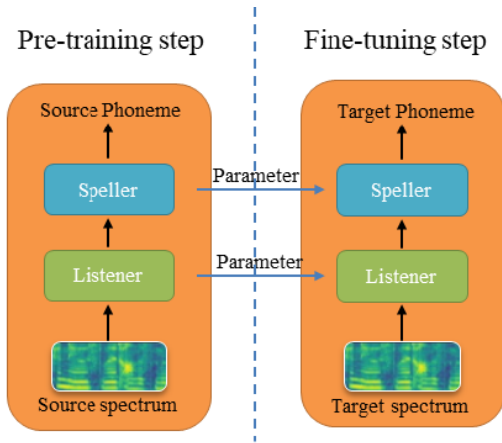 Pre-training step
Fine-tuning step
Source Phoneme
Target Phoneme
Speller
Parameter
Speller
Listener
Parameter
Listener
Source spectrum
Target spectrum